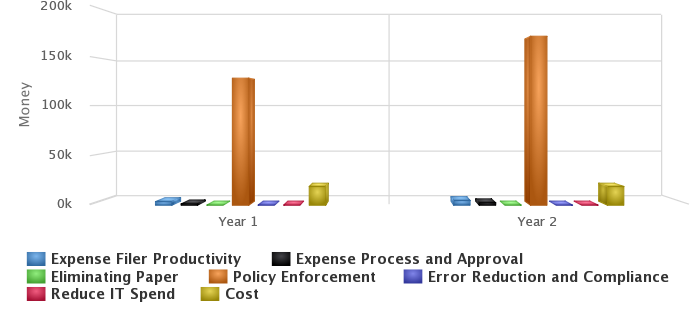 200k
150k
100k
50k
0k
Money
Year 1 Year 2
Expense Filer Productivity Expense Process and Approval
Eliminating Paper Policy Enforcement Error Reduction and Compliance
Reduce IT Spend Cost